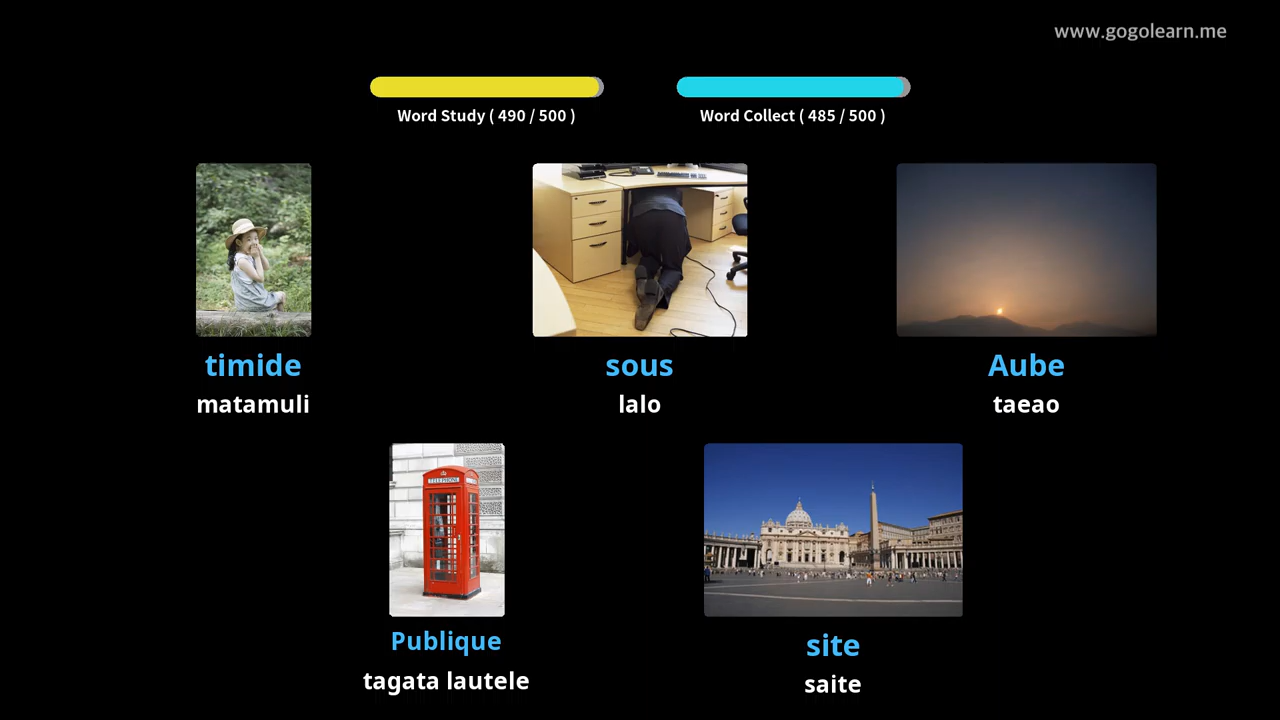 www.gogolearn.me
Word Study ( 490 / 500 )
Word Collect ( 485 / 500 )
timide
sous
Aube
matamuli
lalo
taeao
TELEPHONE
Publique
site
tagata lautele
saite